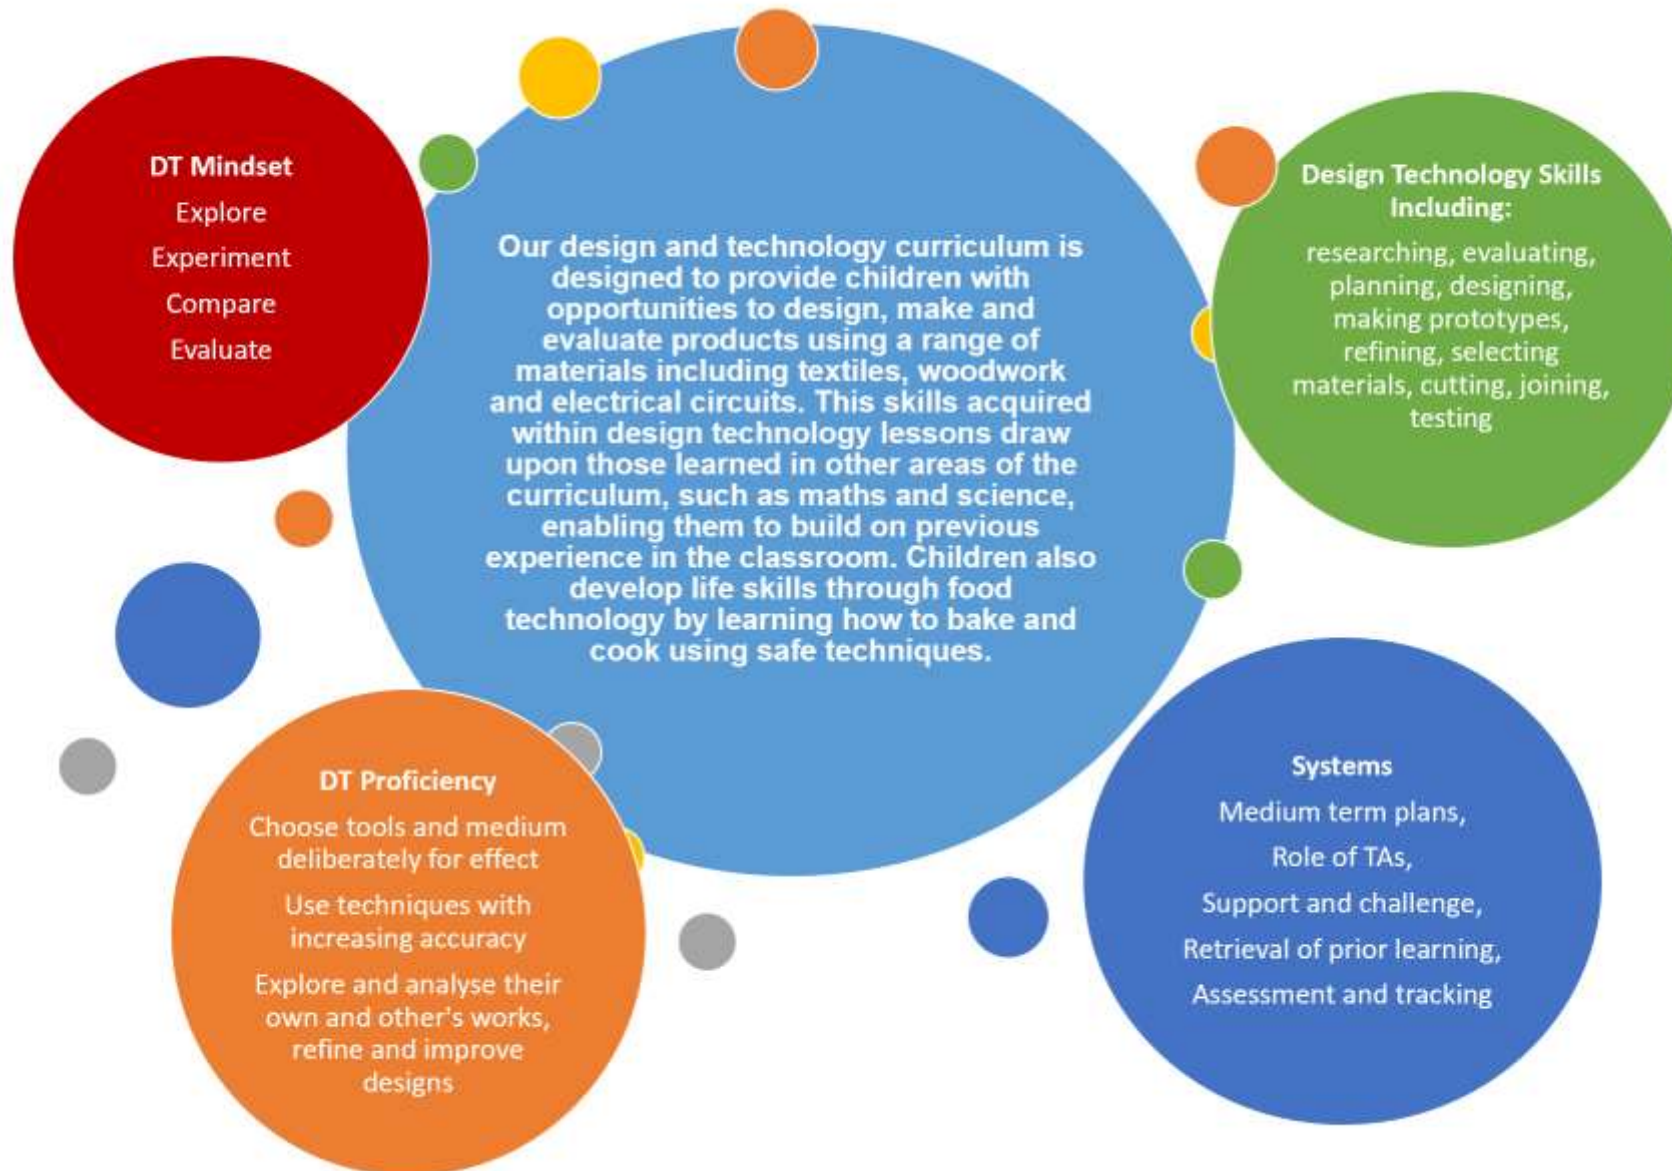 DT Mindset
Explore
Experiment
Compare
Evaluate
Our design and technology curriculum is
designed to provide children with
opportunities to design, make and
evaluate products using a range of
materials including textiles, woodwork
and electrical circuits. This skills acquired
within design technology lessons draw
upon those learned in other areas of the
curriculum, such as maths and science,
enabling them to build on previous
experience in the classroom. Children also
develop life skills through food
technology by learning how to bake and
cook using safe techniques.
Design Technology Skills
Including:
researching, evaluating,
planning, designing,
making prototypes,
refining, selecting
materials, cutting, joining,
testing
DT Proficiency
Choose tools and medium
deliberately for effect
Use techniques with
increasing accuracy
Explore and analyse their
own and other's works,
refine and improve
designs
Systems
Medium term plans,
Role of TAs,
Support and challenge,
Retrieval of prior learning,
Assessment and tracking